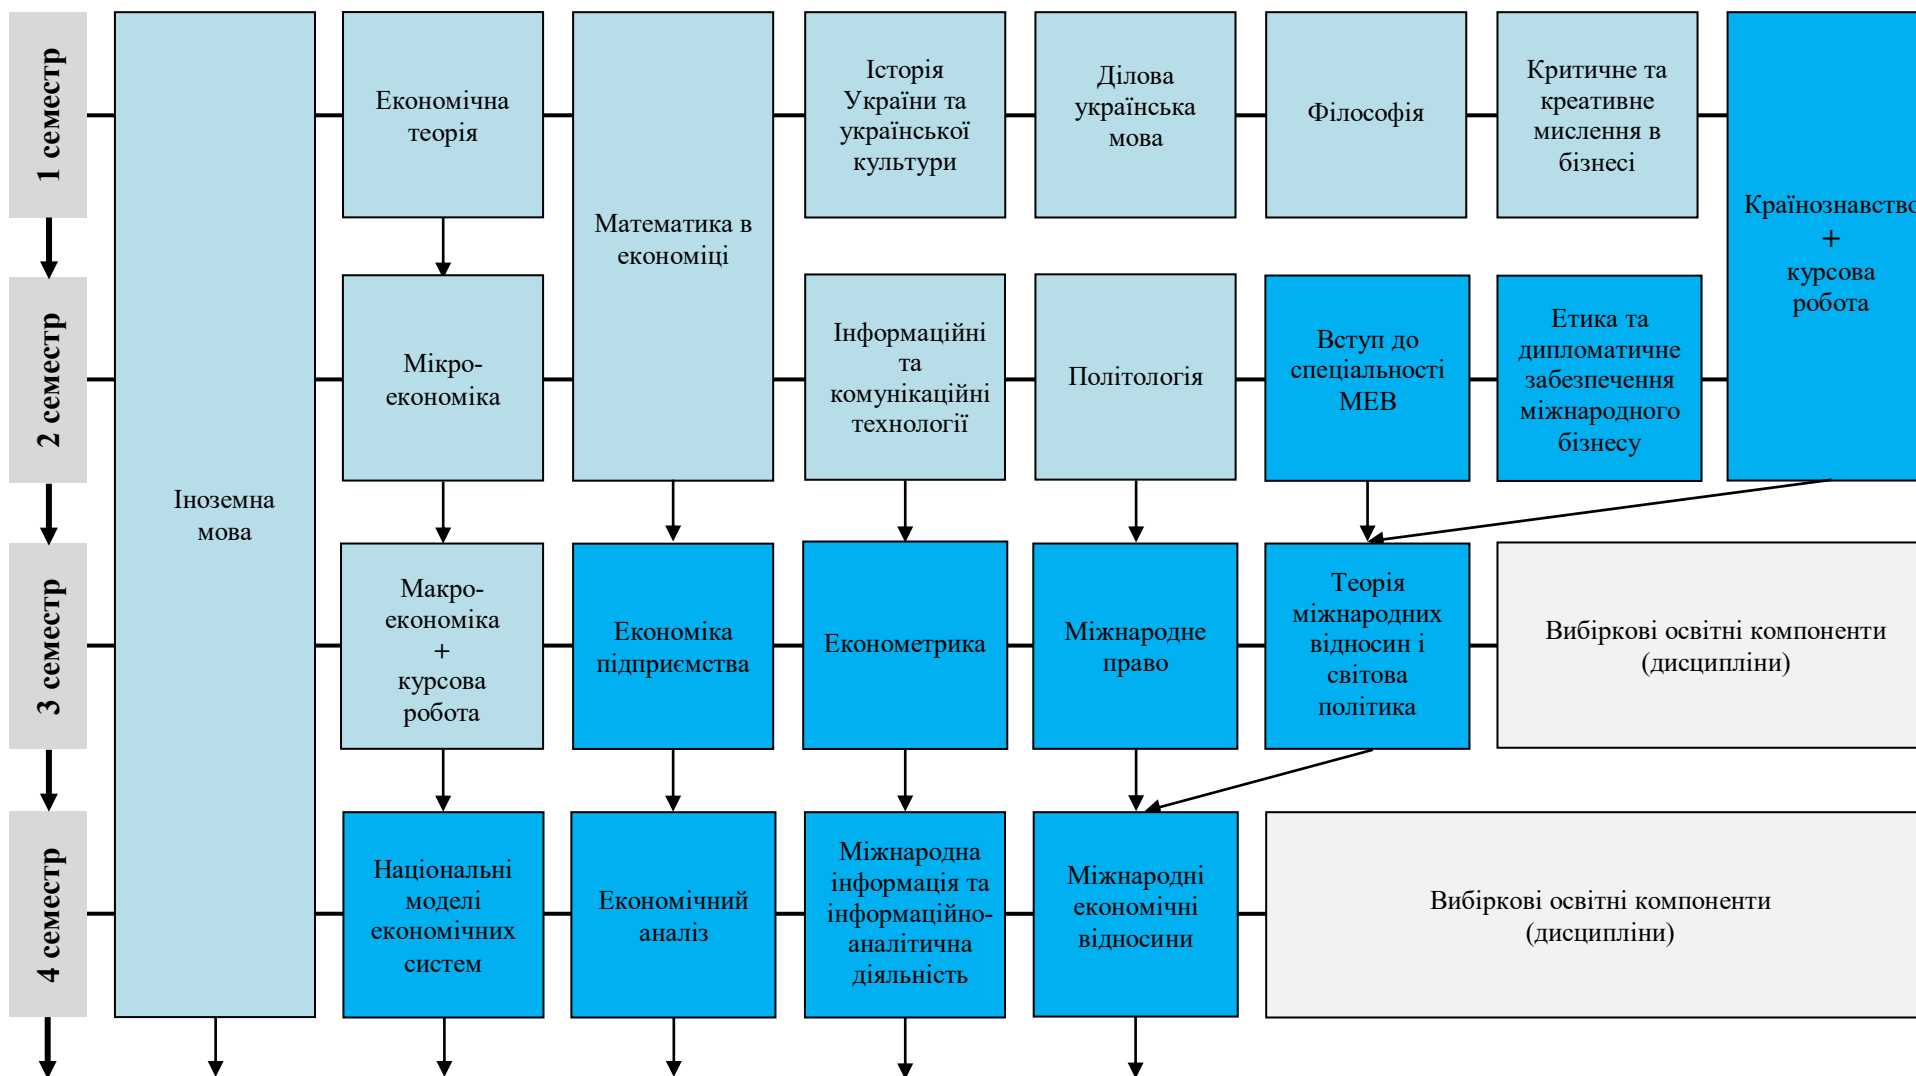 1 семестр
Економічна
теорія
Історія
України та
української
культури
Ділова
українська
мова
Філософія
Критичне та
креативне
мислення в
бізнесі
Країнознавство
+
курсова
робота
Математика в
економіці
2 семестр
Мікро-
економіка
Інформаційні
та
комунікаційні
технології
Політологія
Вступ до
спеціальності
МЕВ
Етика та
дипломатичне
забезпечення
міжнародного
бізнесу
Іноземна
мова
3 семестр
Макро-
економіка
+
курсова
робота
Економіка
підприємства
Економетрика
Міжнародне
право
Теорія
міжнародних
відносин і
світова
політика
Вибіркові освітні компоненти
(дисципліни)
4 семестр
Національні
моделі
економічних
систем
Економічний
аналіз
Міжнародна
інформація та
інформаційно-
аналітична
діяльність
Міжнародні
економічні
відносини
Вибіркові освітні компоненти
(дисципліни)